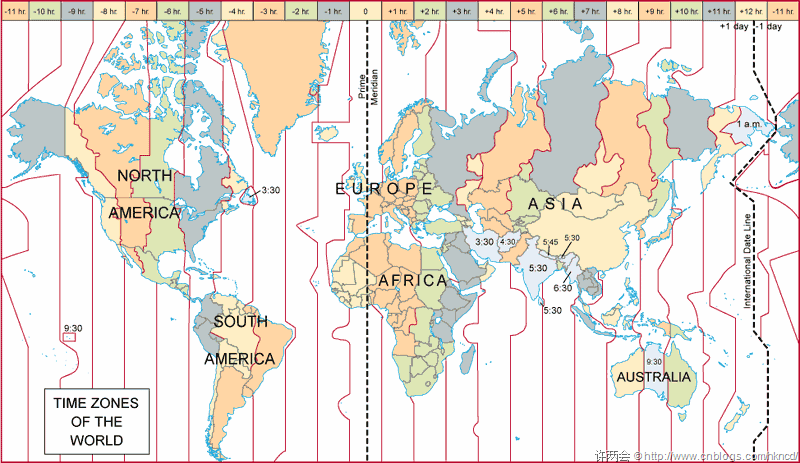 -11 hr. -10 hr. -9 hr. -8 hr. -7 hr. -6 hr. -5 hr. -4 hr. -3 hr. -2 hr. -1 hr. 0 +1 hr. +2 hr. +3 hr. +4 hr. +5 hr. +6 hr. +7 hr. +8 hr. +9 hr. +10 hr. +11 hr. +12 hr. -11 hr.
+1 day -1 day
Prime
Meridian
1 a.m.
NORTH
AMERICA
3:30
EUROPE
ASIA
3:30
4:30
5:45
5:30
5:30
6:30
5:30
AFRICA
International Date Line
9:30
SOUTH
AMERICA
9:30
AUSTRALIA
TIME ZONES
OF THE
WORLD
许两会 © http://www.cnblogs.com/hkncd/